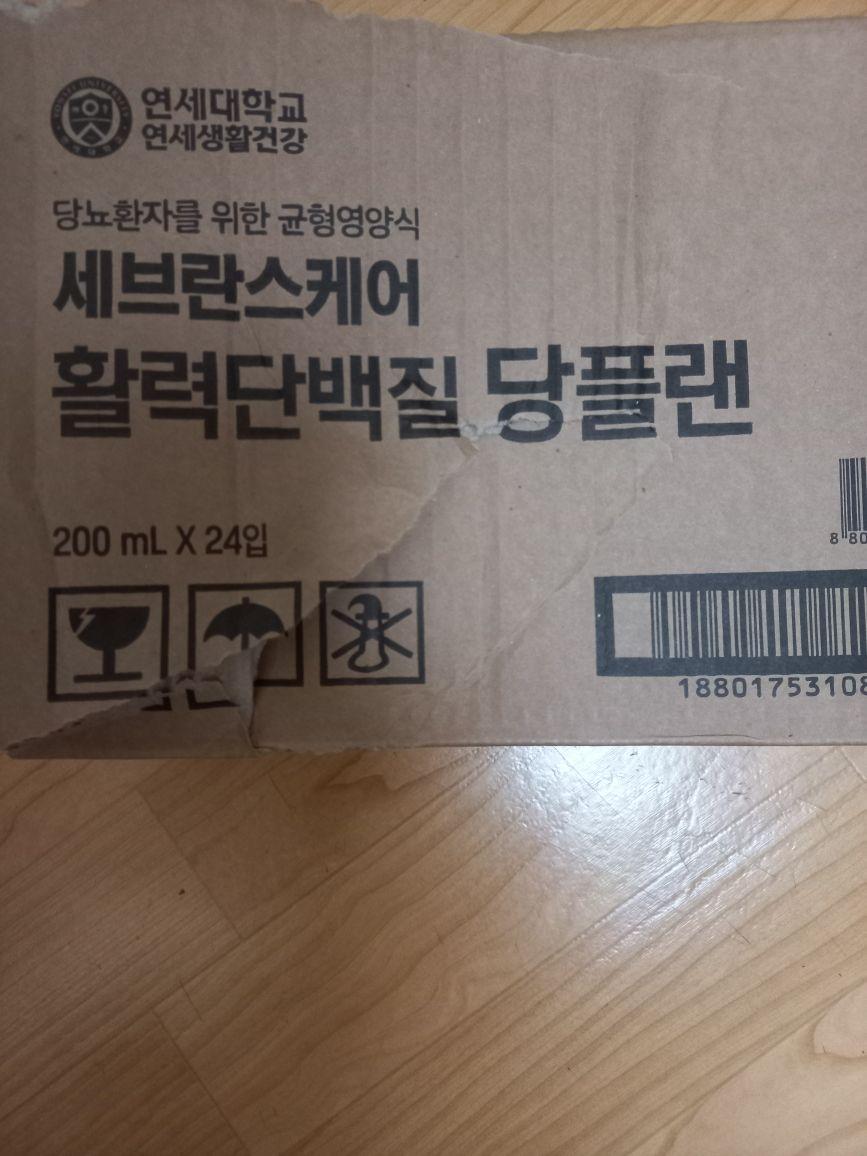 연세대학교
연세생활건강
당뇨환자를 위한 균형영양식
세브란스케어
활력단백질 당플랜
200 mL X 24입
8 80
18801753108